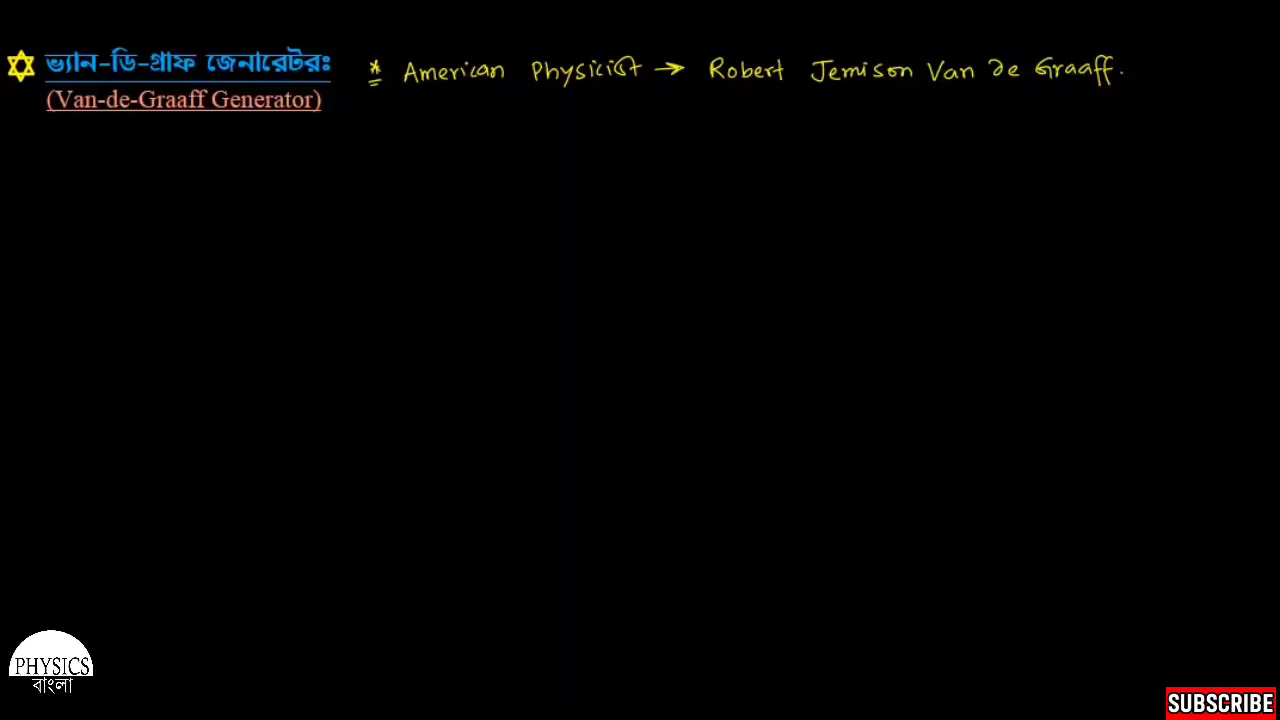 ভ্যান-ডি-গ্রাফ জেনারেটরঃ
(Van-de-Graaff Generator)
* American Physicist → Robert Jemison Van de Graaff.
PHYSICS
বাংলা
SUBSCRIBE